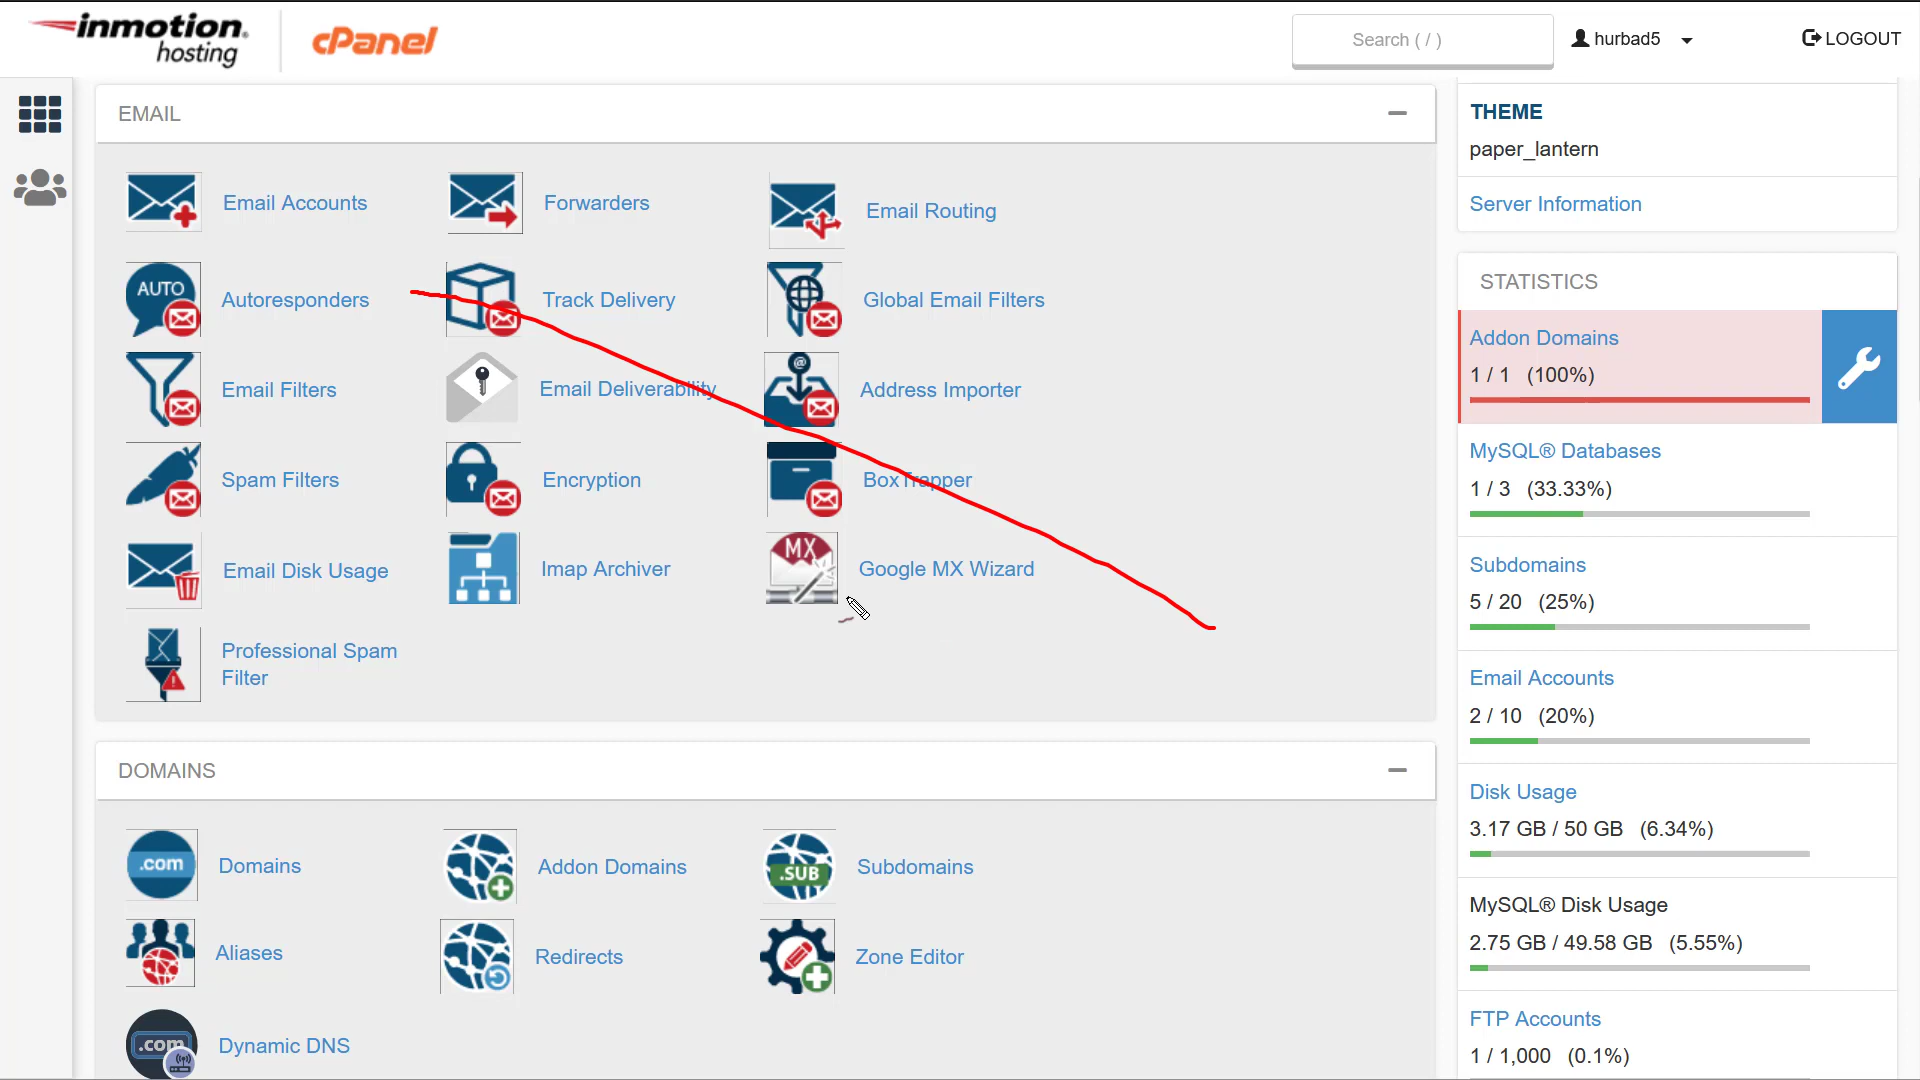 inmotion
hosting
cPanel
Search ( / )
hurbad5
LOGOUT
EMAIL
Email Accounts
Forwarders
Email Routing
AUTO
Autoresponders
Track Delivery
Global Email Filters
Email Filters
Email Deliverability
@
Address Importer
Spam Filters
Encryption
BoxTrapper
Email Disk Usage
Imap Archiver
MX
Google MX Wizard
Professional Spam
Filter
DOMAINS
.com
Domains
Addon Domains
.SUB
Subdomains
Aliases
Redirects
Zone Editor
.com
Dynamic DNS
THEME
paper_lantern
Server Information
STATISTICS
Addon Domains
1 / 1 (100%)
MySQL® Databases
1 / 3 (33.33%)
Subdomains
5 / 20 (25%)
Email Accounts
2 / 10 (20%)
Disk Usage
3.17 GB / 50 GB (6.34%)
MySQL® Disk Usage
2.75 GB / 49.58 GB (5.55%)
FTP Accounts
1 / 1,000 (0.1%)